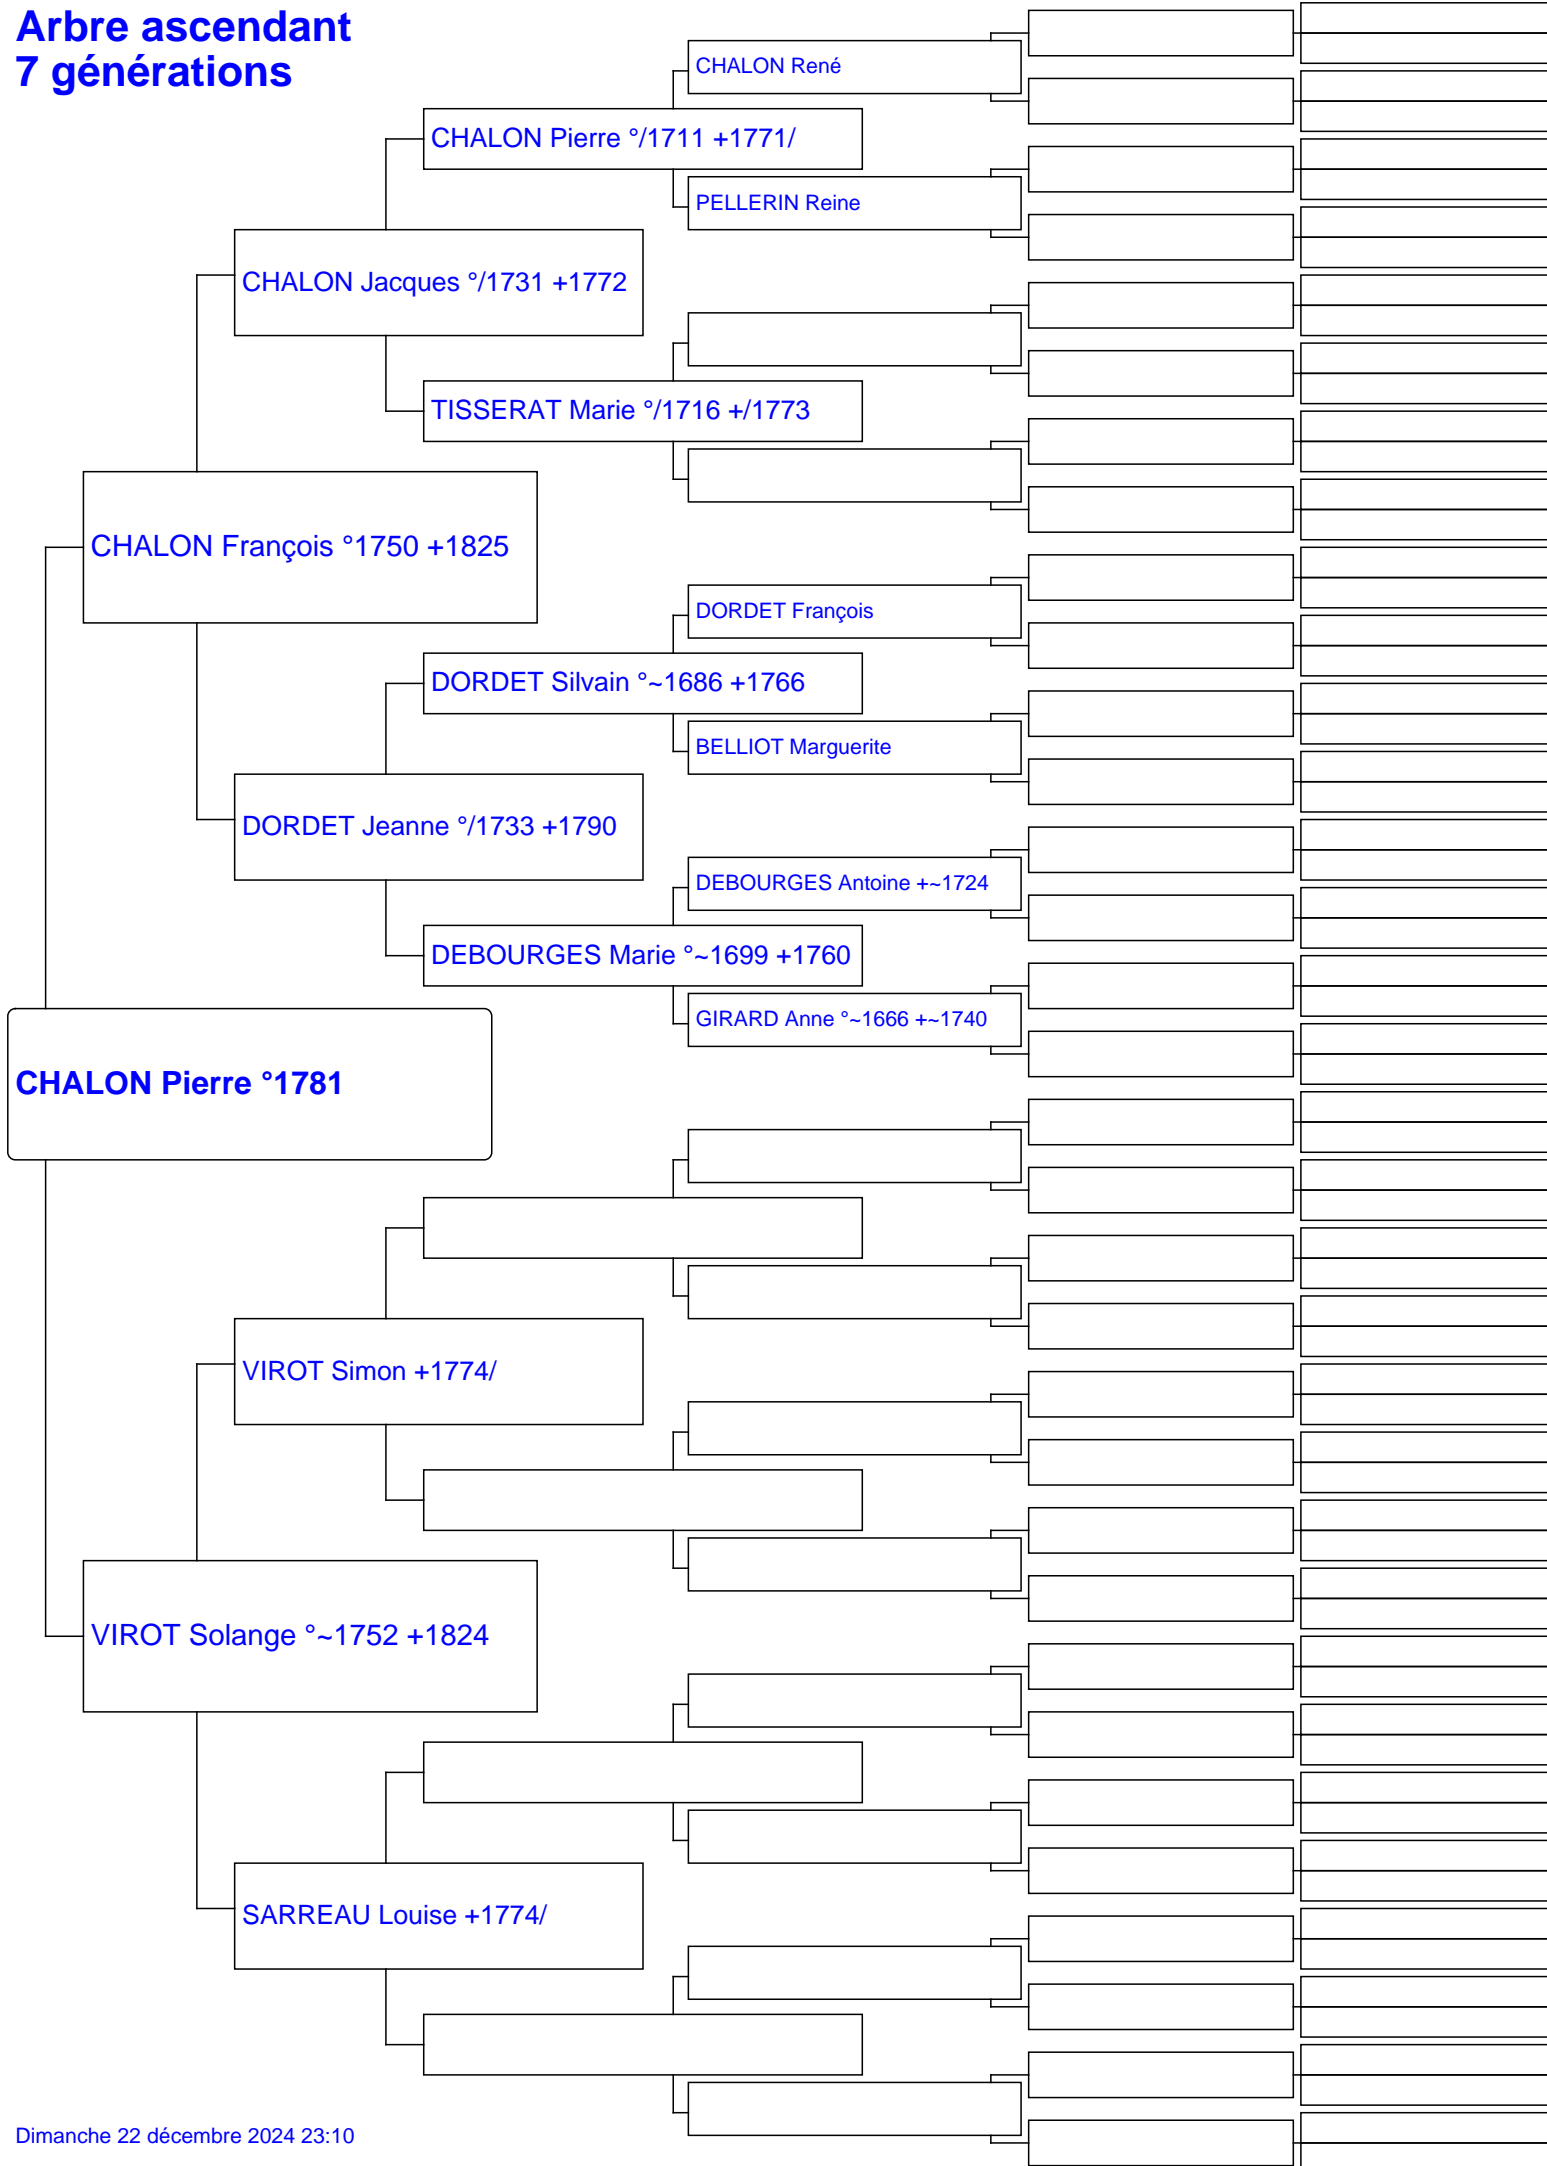 Arbre ascendant
7 générations
CHALON René
CHALON Pierre °/1711 +1771/
PELLERIN Reine
CHALON Jacques °/1731 +1772
TISSERAT Marie °/1716 +/1773
CHALON François °1750 +1825
DORDET François
DORDET Silvain °~1686 +1766
BELLIOT Marguerite
DORDET Jeanne °/1733 +1790
DEBOURGES Antoine +~1724
DEBOURGES Marie °~1699 +1760
GIRARD Anne °~1666 +~1740
CHALON Pierre °1781
VIROT Simon +1774/
VIROT Solange °~1752 +1824
SARREAU Louise +1774/
Dimanche 22 décembre 2024 23:10